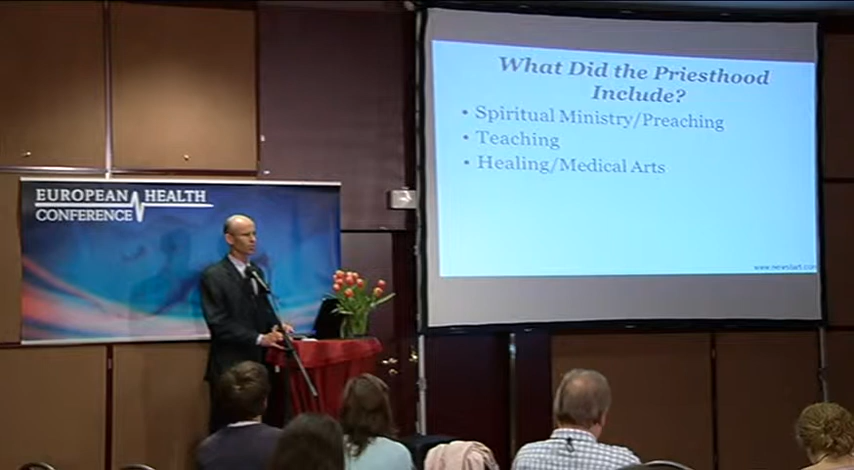 EUROPEAN HEALTH
CONFERENCE
What Did the Priesthood
Include?
• Spiritual Ministry/Preaching
• Teaching
• Healing/Medical Arts
www.newstart.com